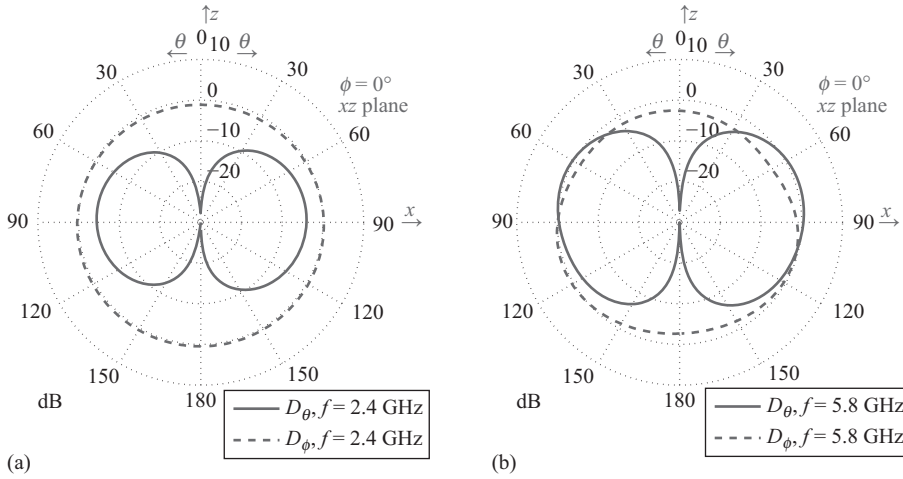 ↑z
← θ 0 10 θ →
30 30
0
ϕ = 0°
xz plane
60 −10 60
−20
90 90 x →
120 120
150 150
180
dB
D_θ, f = 2.4 GHz
D_ϕ, f = 2.4 GHz
(a)
↑z
← θ 0 10 θ →
30 30
0
ϕ = 0°
xz plane
60 −10 60
−20
90 90 x →
120 120
150 150
180
dB
D_θ, f = 5.8 GHz
D_ϕ, f = 5.8 GHz
(b)